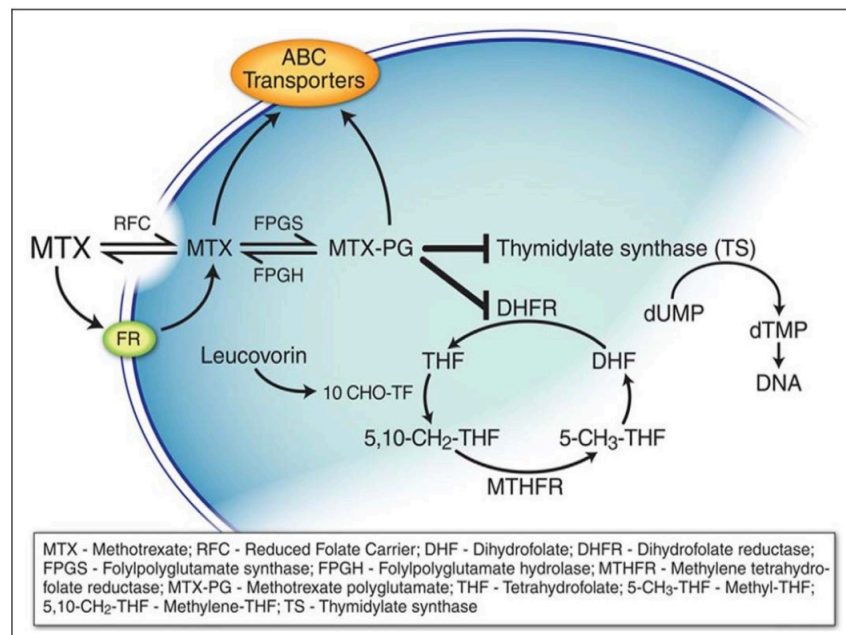 ABC
Transporters
RFC
FPGS
MTX
MTX
MTX-PG
Thymidylate synthase (TS)
FPGH
FR
DHFR
dUMP
dTMP
Leucovorin
THF
DHF
DNA
10 CHO-TF
5,10-CH₂-THF
5-CH₃-THF
MTHFR
MTX - Methotrexate; RFC - Reduced Folate Carrier; DHF - Dihydrofolate; DHFR - Dihydrofolate reductase;
FPGS - Folylpolyglutamate synthase; FPGH - Folylpolyglutamate hydrolase; MTHFR - Methylene tetrahydro-
folate reductase; MTX-PG - Methotrexate polyglutamate; THF - Tetrahydrofolate; 5-CH₃-THF - Methyl-THF;
5,10-CH₂-THF - Methylene-THF; TS - Thymidylate synthase